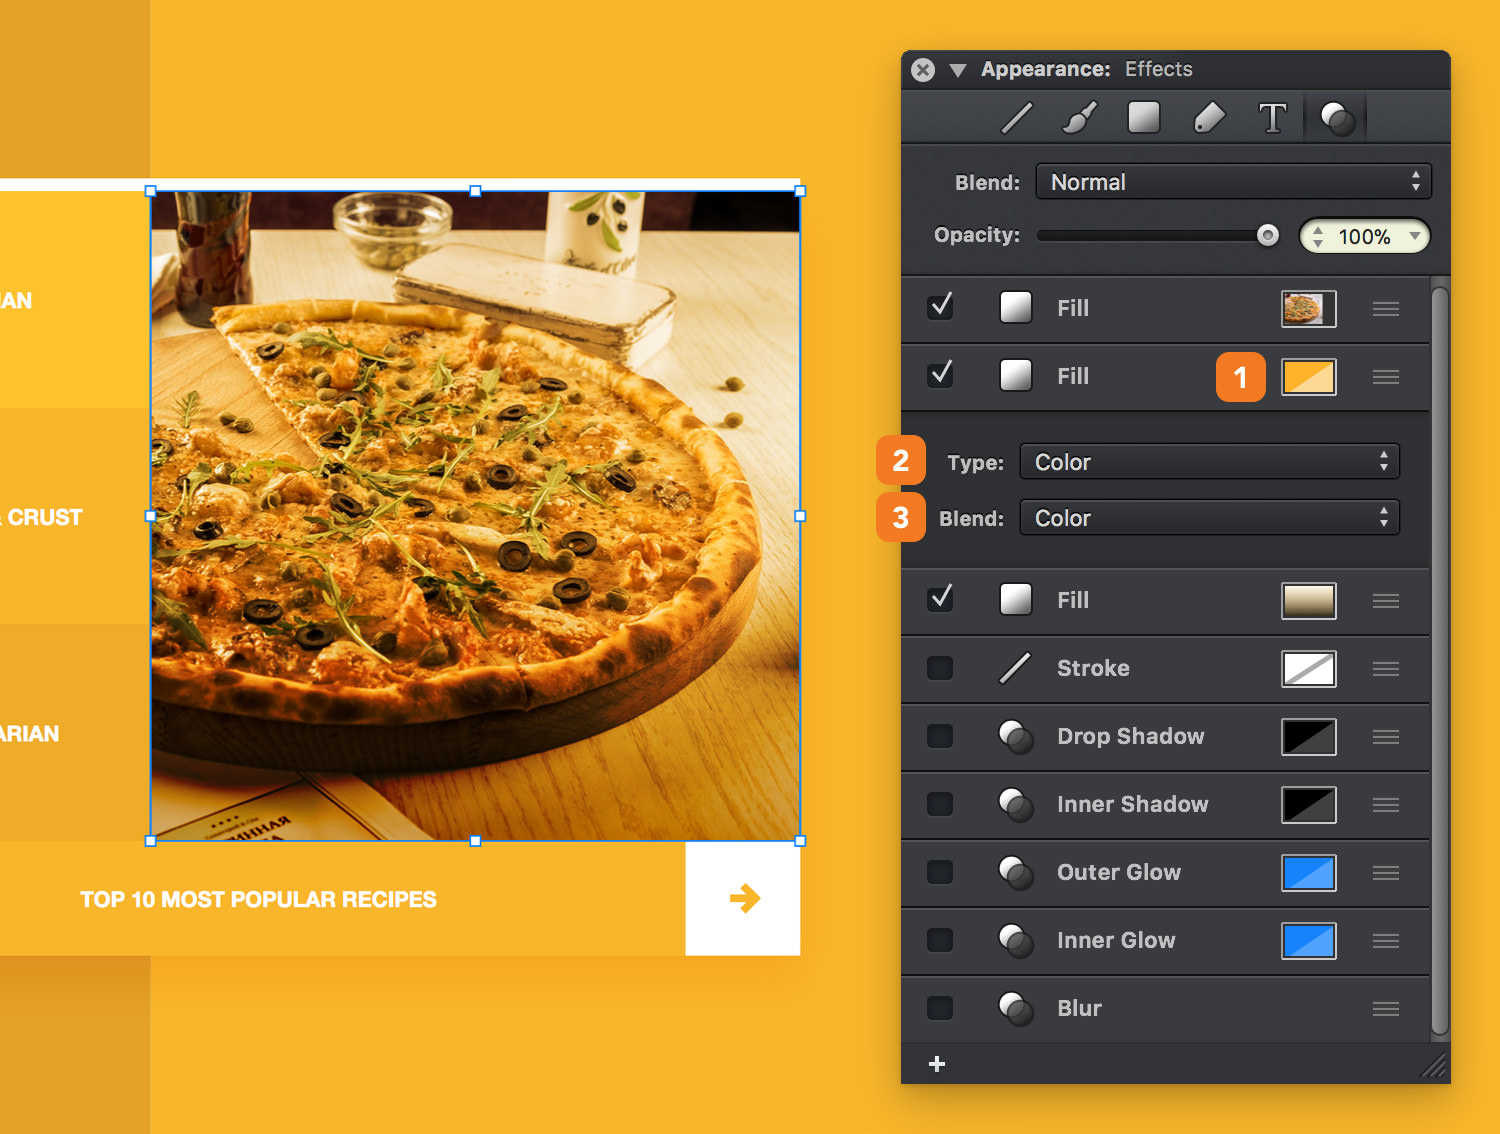 IAN
& CRUST
ARIAN
TOP 10 MOST POPULAR RECIPES
Appearance: Effects
T
Blend: Normal
Opacity: 100%
Fill
Fill 1
2 Type: Color
3 Blend: Color
Fill
Stroke
Drop Shadow
Inner Shadow
Outer Glow
Inner Glow
Blur
+